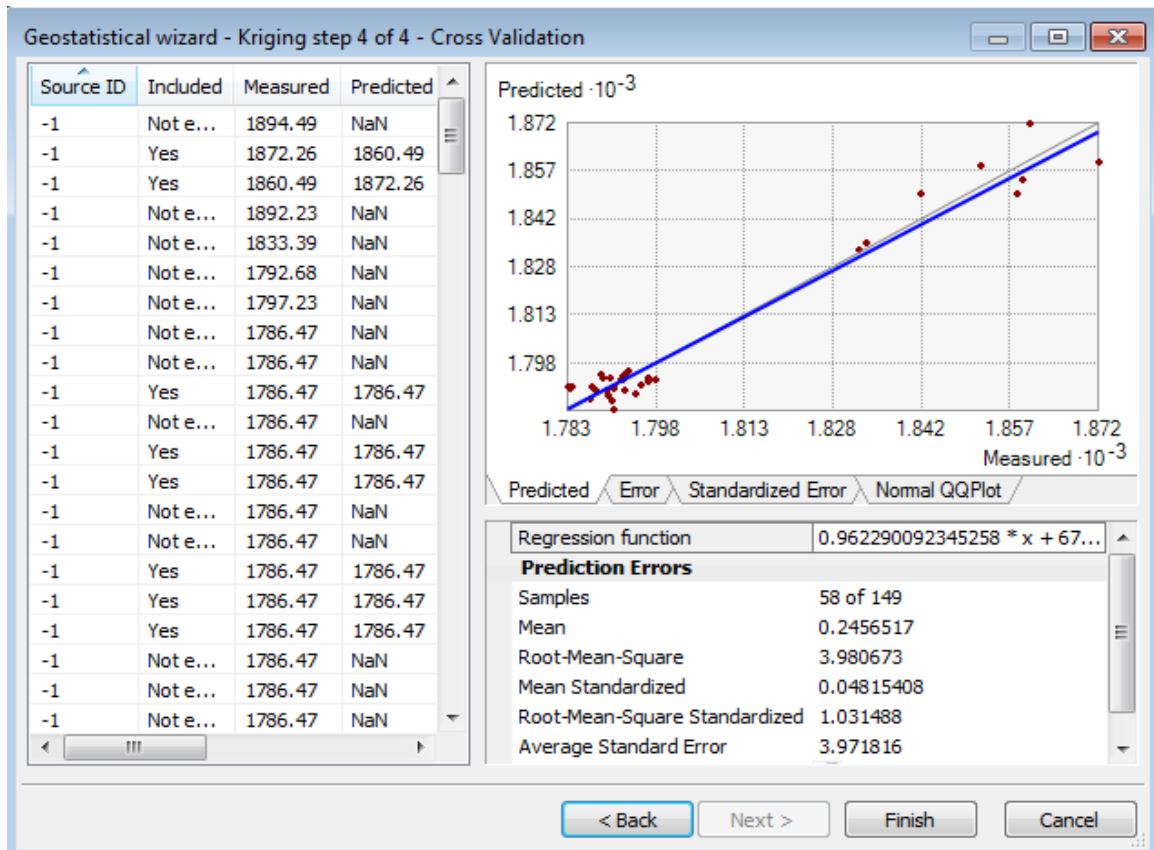 Geostatistical wizard - Kriging step 4 of 4 - Cross Validation
Source ID Included Measured Predicted
-1 Not e... 1894.49 NaN
-1 Yes 1872.26 1860.49
-1 Yes 1860.49 1872.26
-1 Not e... 1892.23 NaN
-1 Not e... 1833.39 NaN
-1 Not e... 1792.68 NaN
-1 Not e... 1797.23 NaN
-1 Not e... 1786.47 NaN
-1 Not e... 1786.47 NaN
-1 Yes 1786.47 1786.47
-1 Not e... 1786.47 NaN
-1 Yes 1786.47 1786.47
-1 Yes 1786.47 1786.47
-1 Not e... 1786.47 NaN
-1 Not e... 1786.47 NaN
-1 Yes 1786.47 1786.47
-1 Yes 1786.47 1786.47
-1 Yes 1786.47 1786.47
-1 Not e... 1786.47 NaN
-1 Not e... 1786.47 NaN
-1 Not e... 1786.47 NaN
Predicted ·10-3
1.872
1.857
1.842
1.828
1.813
1.798
1.783 1.798 1.813 1.828 1.842 1.857 1.872
Measured ·10-3
Predicted Error Standardized Error Normal QQPlot
Regression function 0.962290092345258 * x + 67...
Prediction Errors
Samples 58 of 149
Mean 0.2456517
Root-Mean-Square 3.980673
Mean Standardized 0.04815408
Root-Mean-Square Standardized 1.031488
Average Standard Error 3.971816
< Back Next > Finish Cancel